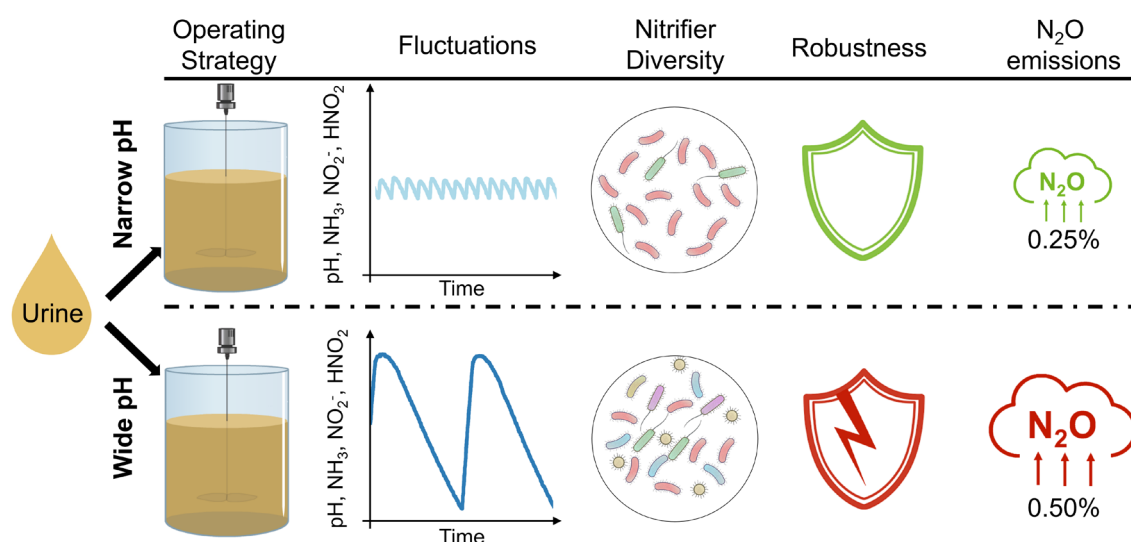 Operating
Strategy
Fluctuations
Nitrifier
Diversity
Robustness
N₂O
emissions
Urine
Narrow pH
pH, NH₃, NO₂⁻, HNO₂
Time
N₂O
0.25%
Wide pH
pH, NH₃, NO₂⁻, HNO₂
Time
N₂O
0.50%